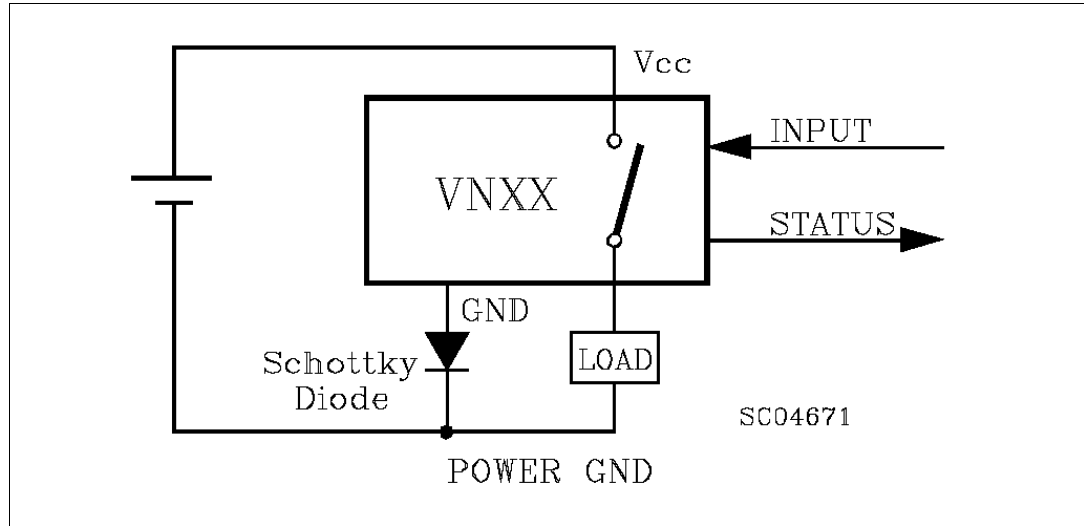 Vcc
INPUT
VNXX
STATUS
GND
Schottky
Diode
LOAD
SC04671
POWER GND